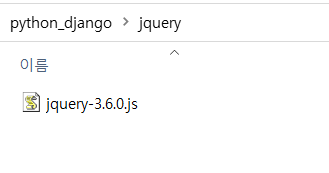 python_django > jquery
이름
jquery-3.6.0.js